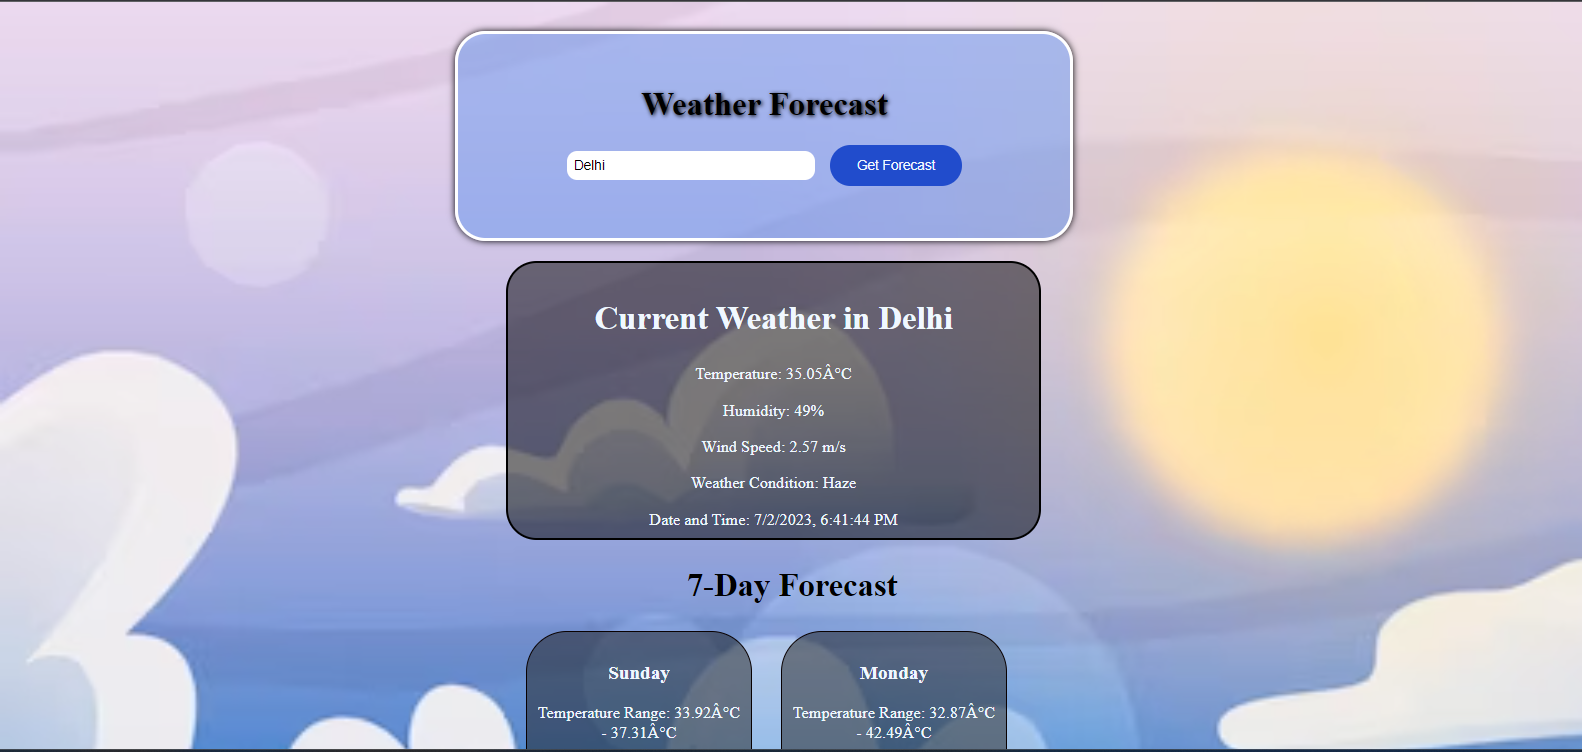 Weather Forecast
Delhi
Get Forecast
Current Weather in Delhi
Temperature: 35.05Â°C
Humidity: 49%
Wind Speed: 2.57 m/s
Weather Condition: Haze
Date and Time: 7/2/2023, 6:41:44 PM
7-Day Forecast
Sunday
Temperature Range: 33.92Â°C
- 37.31Â°C
Monday
Temperature Range: 32.87Â°C
- 42.49Â°C